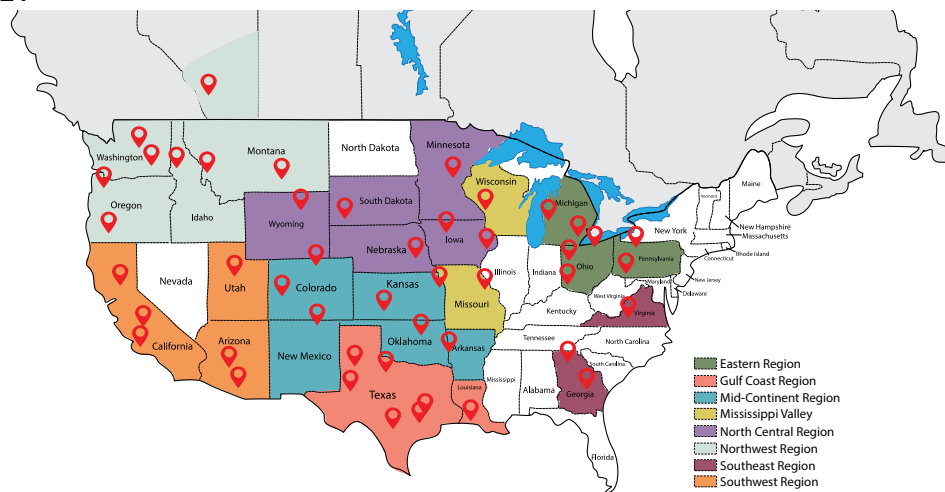 Washington
Montana
North Dakota
Minnesota
Wisconsin
Michigan
Maine
Vermont
New Hampshire
Massachusetts
New York
Rhode Island
Connecticut
Oregon
Idaho
Wyoming
South Dakota
Iowa
Nebraska
Illinois
Indiana
Ohio
Pennsylvania
New Jersey
Maryland
Delaware
Nevada
Utah
Colorado
Kansas
Missouri
West Virginia
Virginia
Kentucky
California
Arizona
New Mexico
Oklahoma
Arkansas
Tennessee
North Carolina
South Carolina
Texas
Louisiana
Mississippi
Alabama
Georgia
Florida
Eastern Region
Gulf Coast Region
Mid-Continent Region
Mississippi Valley
North Central Region
Northwest Region
Southeast Region
Southwest Region